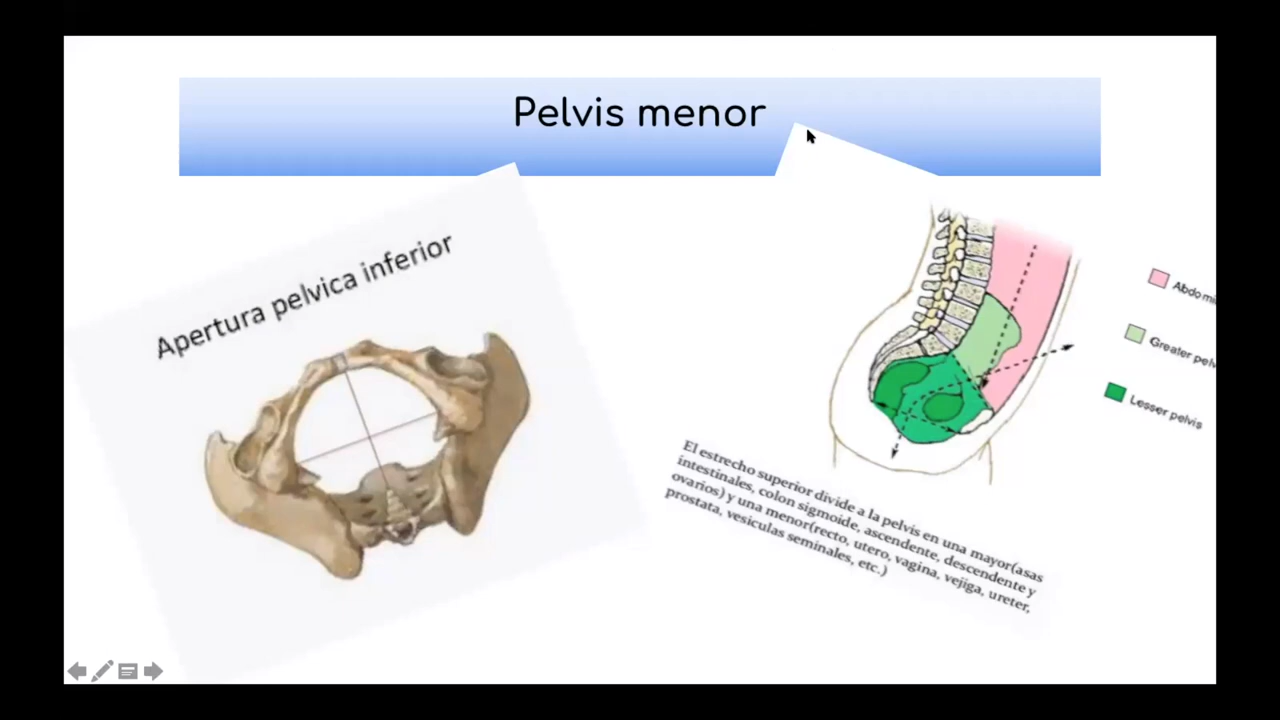 Pelvis menor
Apertura pelvica inferior
Greater
Lesser pelvis
El estrecho superior divide a la pelvis en una mayor(asas
intestinales, colon sigmoide, ascendente, descendente y
ovarios) y una menor(recto, utero, vagina, vejiga, ureter,
prostata, vesiculas seminales, etc.)